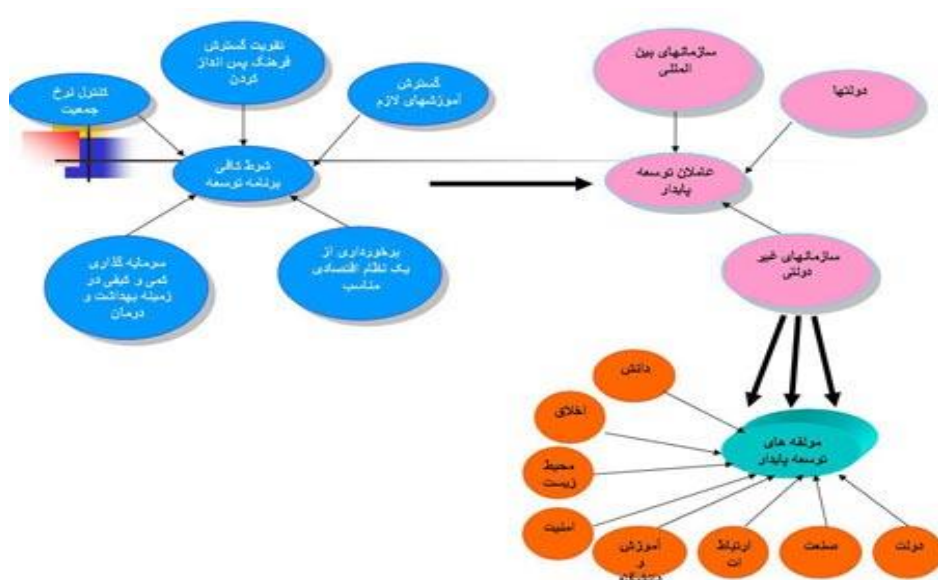 تقویت گسترش
فرهنگ پس انداز
کردن
کنترل نرخ
جمعیت
گسترش
آموزشهای لازم
شرط کافی
برنامه توسعه
سرمایه گذاری
کمی و کیفی در
زمینه بهداشت و
درمان
برخورداری از
یک نظام اقتصادی
مناسب
سازمانهای بین
المللی
دولتها
عاملان توسعه
پایدار
سازمانهای غیر
دولتی
دانش
اخلاق
محیط
زیست
امنیت
آموزش
و
ارتباط
ات
صنعت
دولت
مولفه های
توسعه پایدار